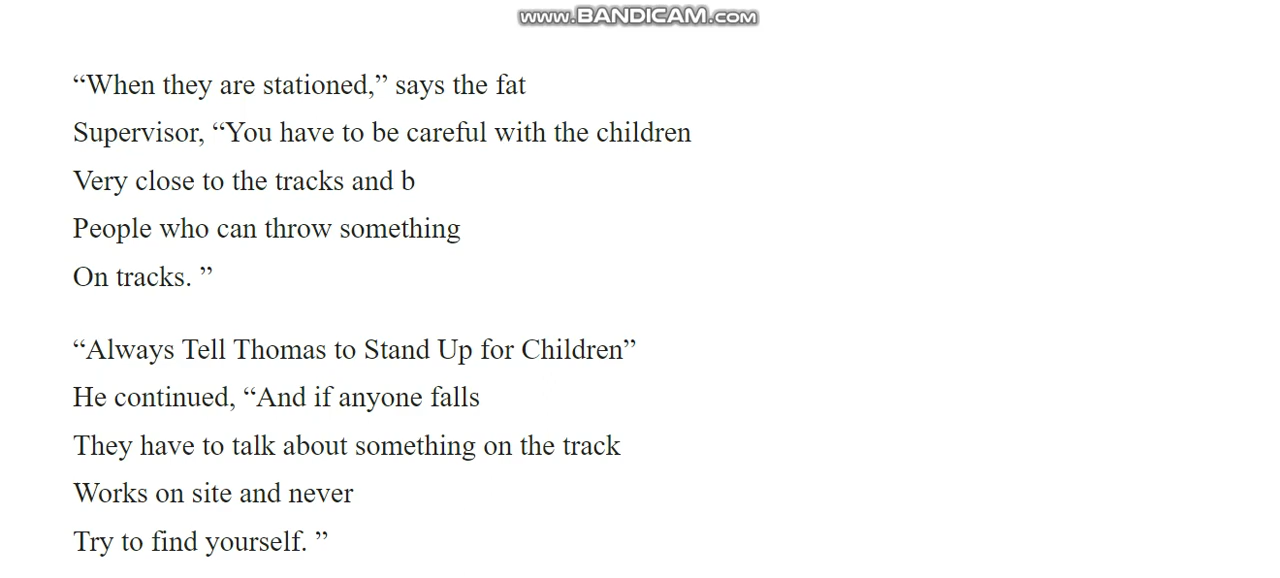 www.BANDICAM.com
“When they are stationed,” says the fat
Supervisor, “You have to be careful with the children
Very close to the tracks and b
People who can throw something
On tracks. ”
“Always Tell Thomas to Stand Up for Children”
He continued, “And if anyone falls
They have to talk about something on the track
Works on site and never
Try to find yourself. ”